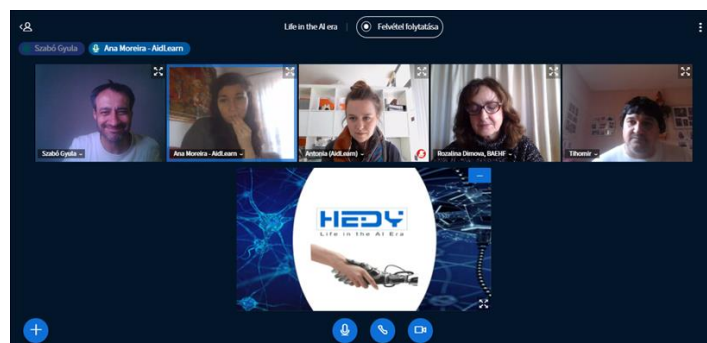 Life in the AI era
Felvétel folytatása
Szabó Gyula
Ana Moreira - AidLearn
Szabó Gyula
Ana Moreira - AidLearn
Antonia (AidLearn)
Rozalina Dimova, BAEHF
Tihomir
HEDY
Life in the AI Era